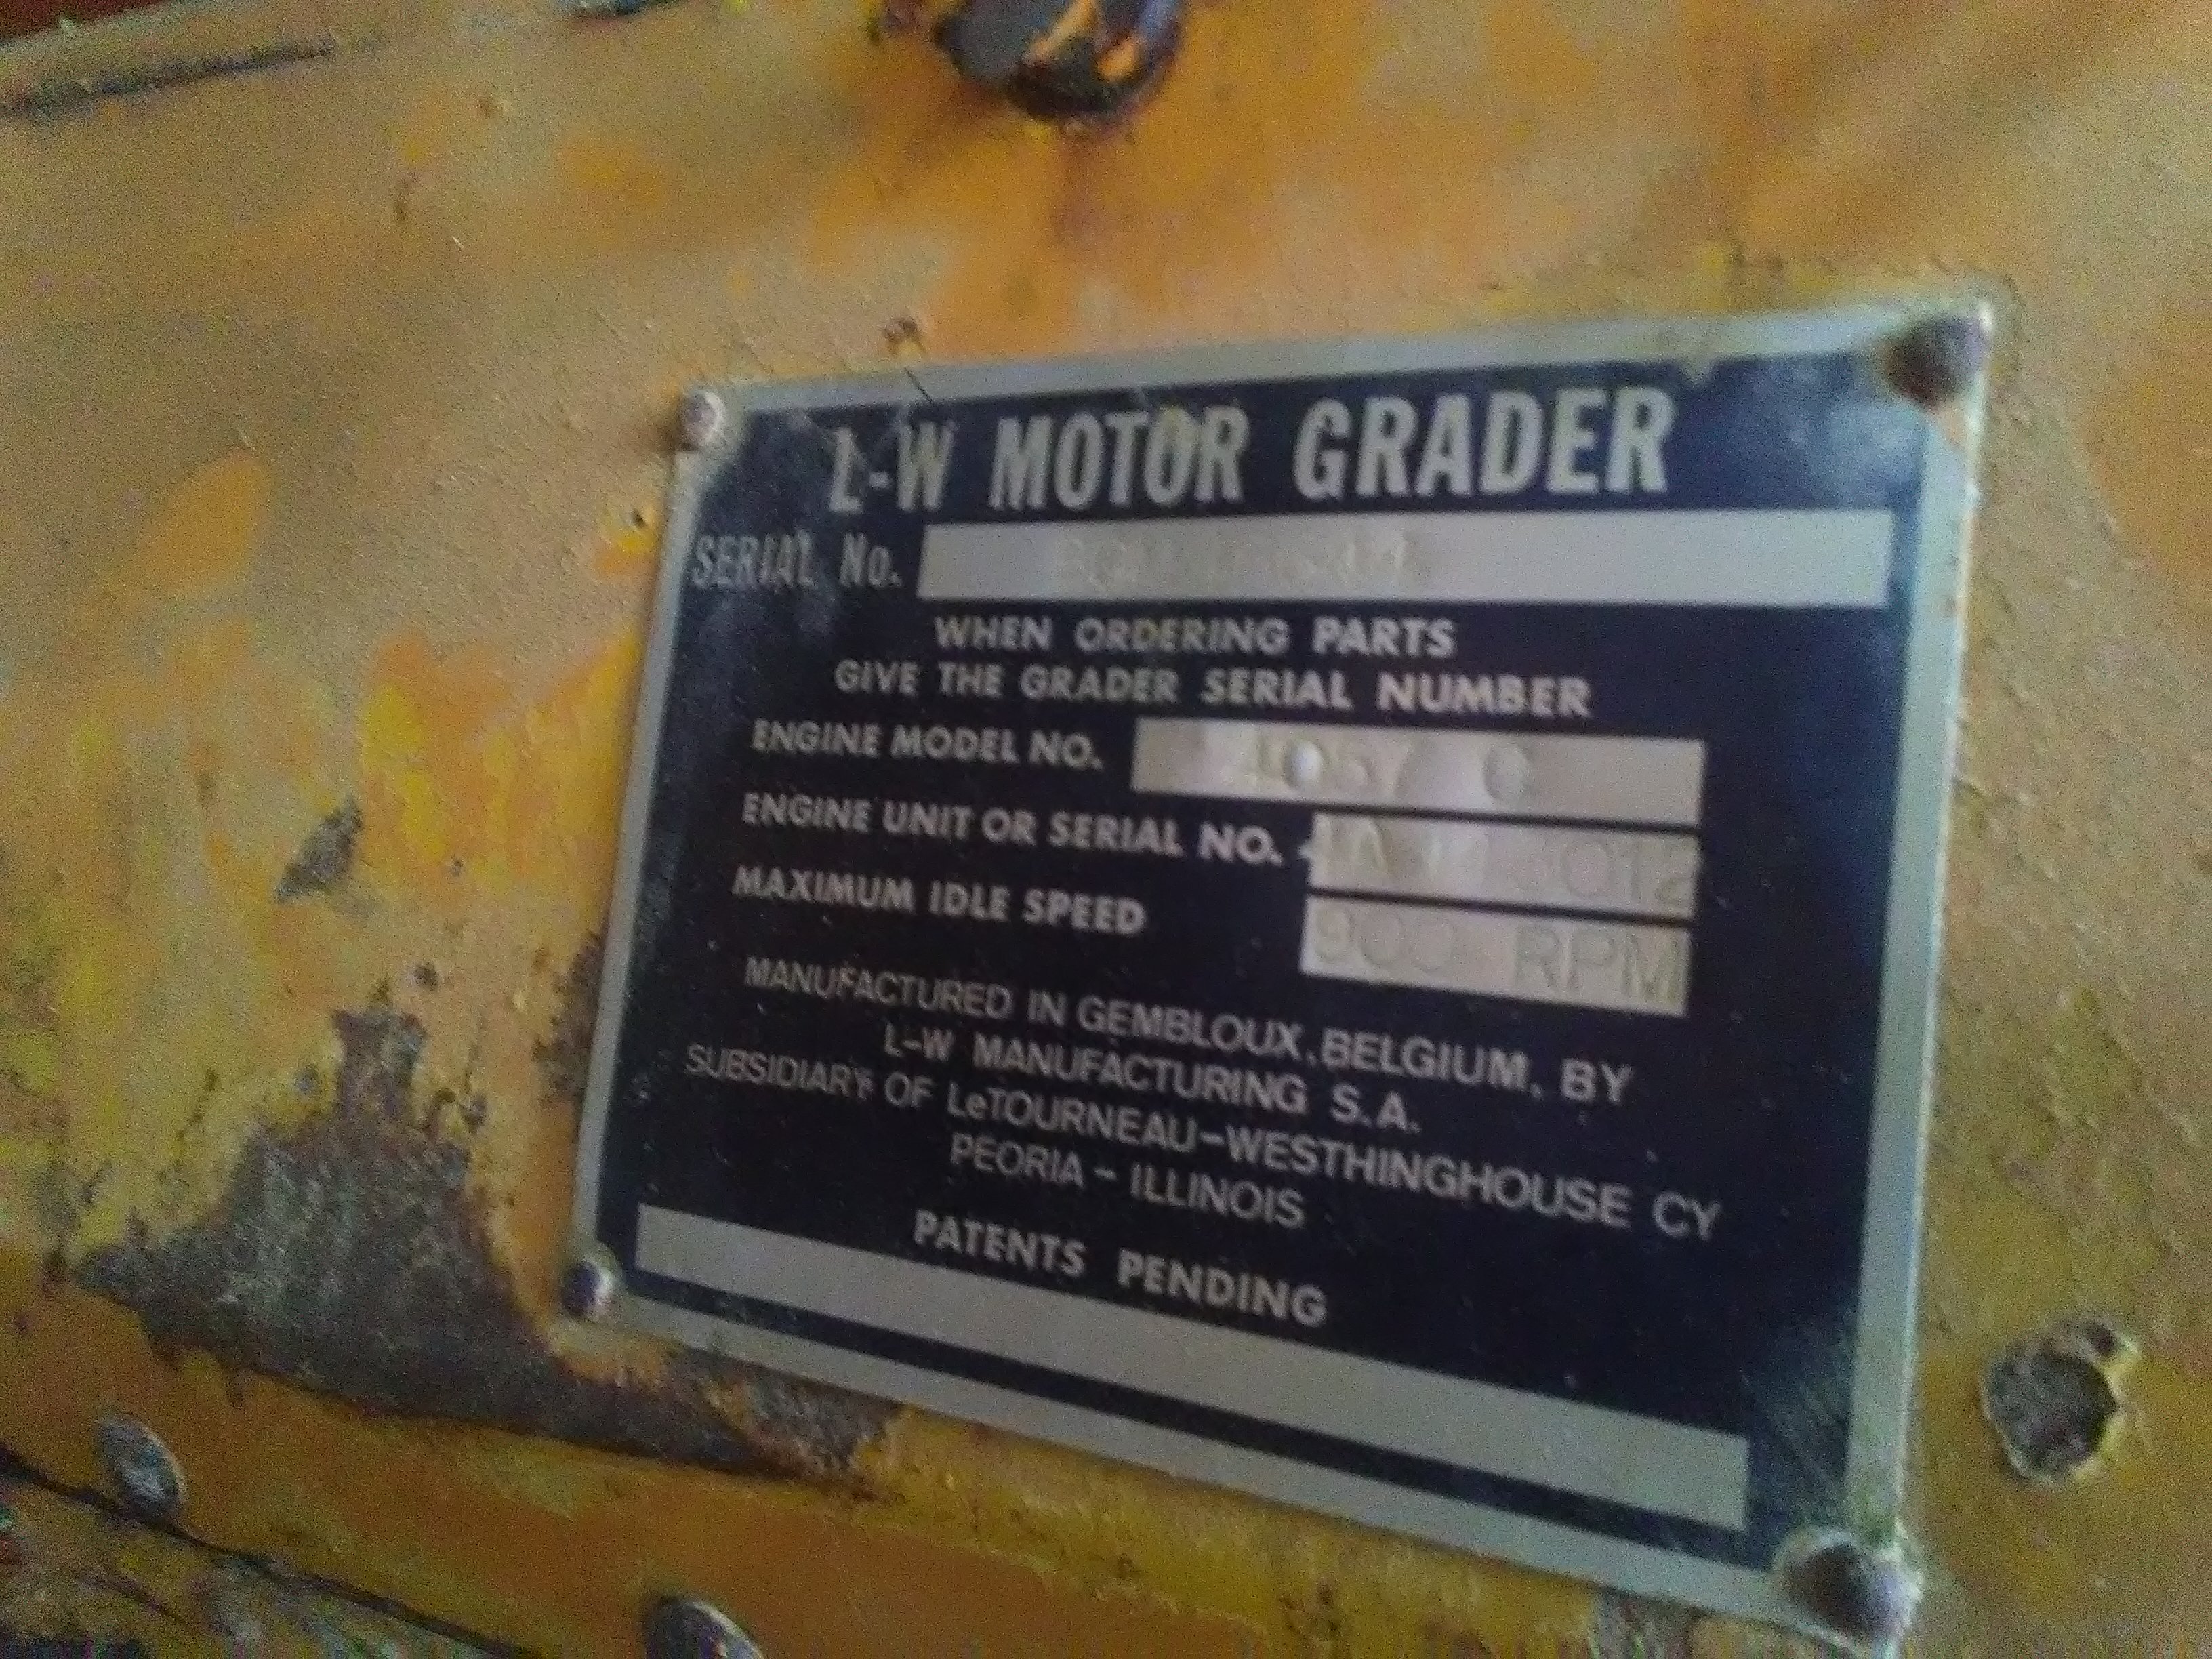 L-W MOTOR GRADER
SERIAL No.
WHEN ORDERING PARTS
GIVE THE GRADER SERIAL NUMBER
ENGINE MODEL NO.
ENGINE UNIT OR SERIAL NO.
MAXIMUM IDLE SPEED 900 RPM
MANUFACTURED IN GEMBLOUX, BELGIUM, BY
L-W MANUFACTURING S.A.
SUBSIDIARY OF LeTOURNEAU-WESTHINGHOUSE CY
PEORIA - ILLINOIS
PATENTS PENDING